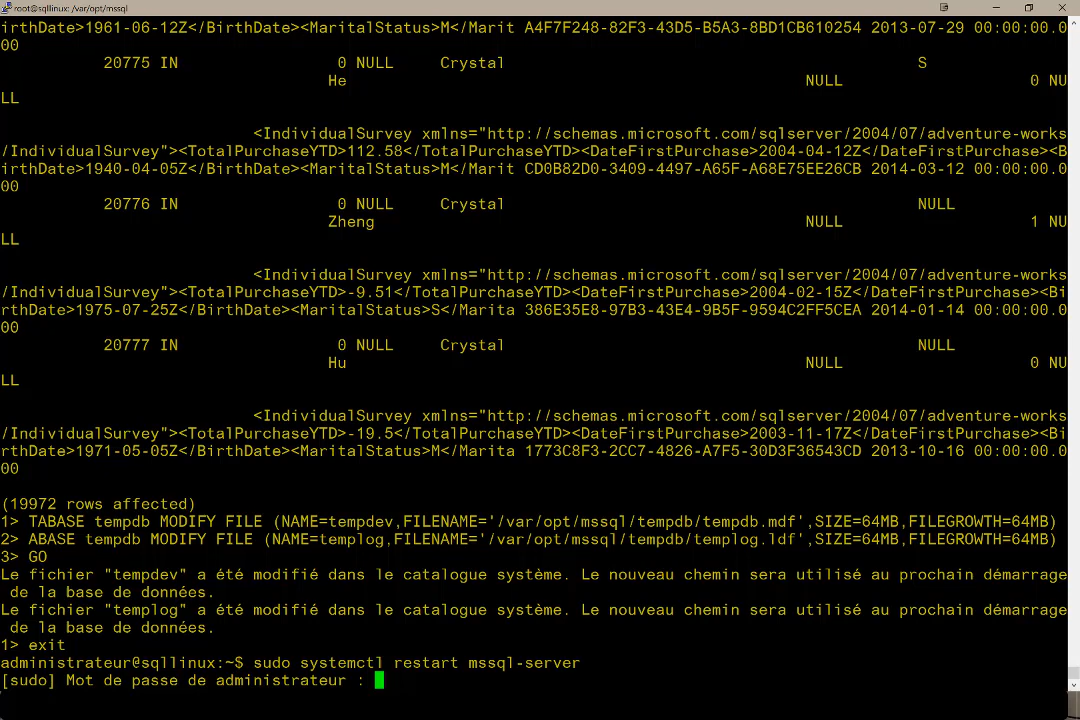 root@sqllinux: /var/opt/mssql
irthDate>1961-06-12Z</BirthDate><MaritalStatus>M</Marit A4F7F248-82F3-43D5-B5A3-8BD1CB610254 2013-07-29 00:00:00.0
00
20775 IN 0 NULL Crystal S
He NULL 0 NU
LL
<IndividualSurvey xmlns="http://schemas.microsoft.com/sqlserver/2004/07/adventure-works
/IndividualSurvey"><TotalPurchaseYTD>112.58</TotalPurchaseYTD><DateFirstPurchase>2004-04-12Z</DateFirstPurchase><B
irthDate>1940-04-05Z</BirthDate><MaritalStatus>M</Marit CD0B82D0-3409-4497-A65F-A68E75EE26CB 2014-03-12 00:00:00.0
00
20776 IN 0 NULL Crystal NULL
Zheng NULL 1 NU
LL
<IndividualSurvey xmlns="http://schemas.microsoft.com/sqlserver/2004/07/adventure-works
/IndividualSurvey"><TotalPurchaseYTD>-9.51</TotalPurchaseYTD><DateFirstPurchase>2004-02-15Z</DateFirstPurchase><Bi
rthDate>1975-07-25Z</BirthDate><MaritalStatus>S</Marita 386E35E8-97B3-43E4-9B5F-9594C2FF5CEA 2014-01-14 00:00:00.0
00
20777 IN 0 NULL Crystal NULL
Hu NULL 0 NU
LL
<IndividualSurvey xmlns="http://schemas.microsoft.com/sqlserver/2004/07/adventure-works
/IndividualSurvey"><TotalPurchaseYTD>-19.5</TotalPurchaseYTD><DateFirstPurchase>2003-11-17Z</DateFirstPurchase><Bi
rthDate>1971-05-05Z</BirthDate><MaritalStatus>M</Marita 1773C8F3-2CC7-4826-A7F5-30D3F36543CD 2013-10-16 00:00:00.0
00
(19972 rows affected)
1> TABASE tempdb MODIFY FILE (NAME=tempdev,FILENAME='/var/opt/mssql/tempdb/tempdb.mdf',SIZE=64MB,FILEGROWTH=64MB)
2> ABASE tempdb MODIFY FILE (NAME=templog,FILENAME='/var/opt/mssql/tempdb/templog.ldf',SIZE=64MB,FILEGROWTH=64MB)
3> GO
Le fichier "tempdev" a été modifié dans le catalogue système. Le nouveau chemin sera utilisé au prochain démarrage
de la base de données.
Le fichier "templog" a été modifié dans le catalogue système. Le nouveau chemin sera utilisé au prochain démarrage
de la base de données.
1> exit
administrateur@sqllinux:~$ sudo systemctl restart mssql-server
[sudo] Mot de passe de administrateur :